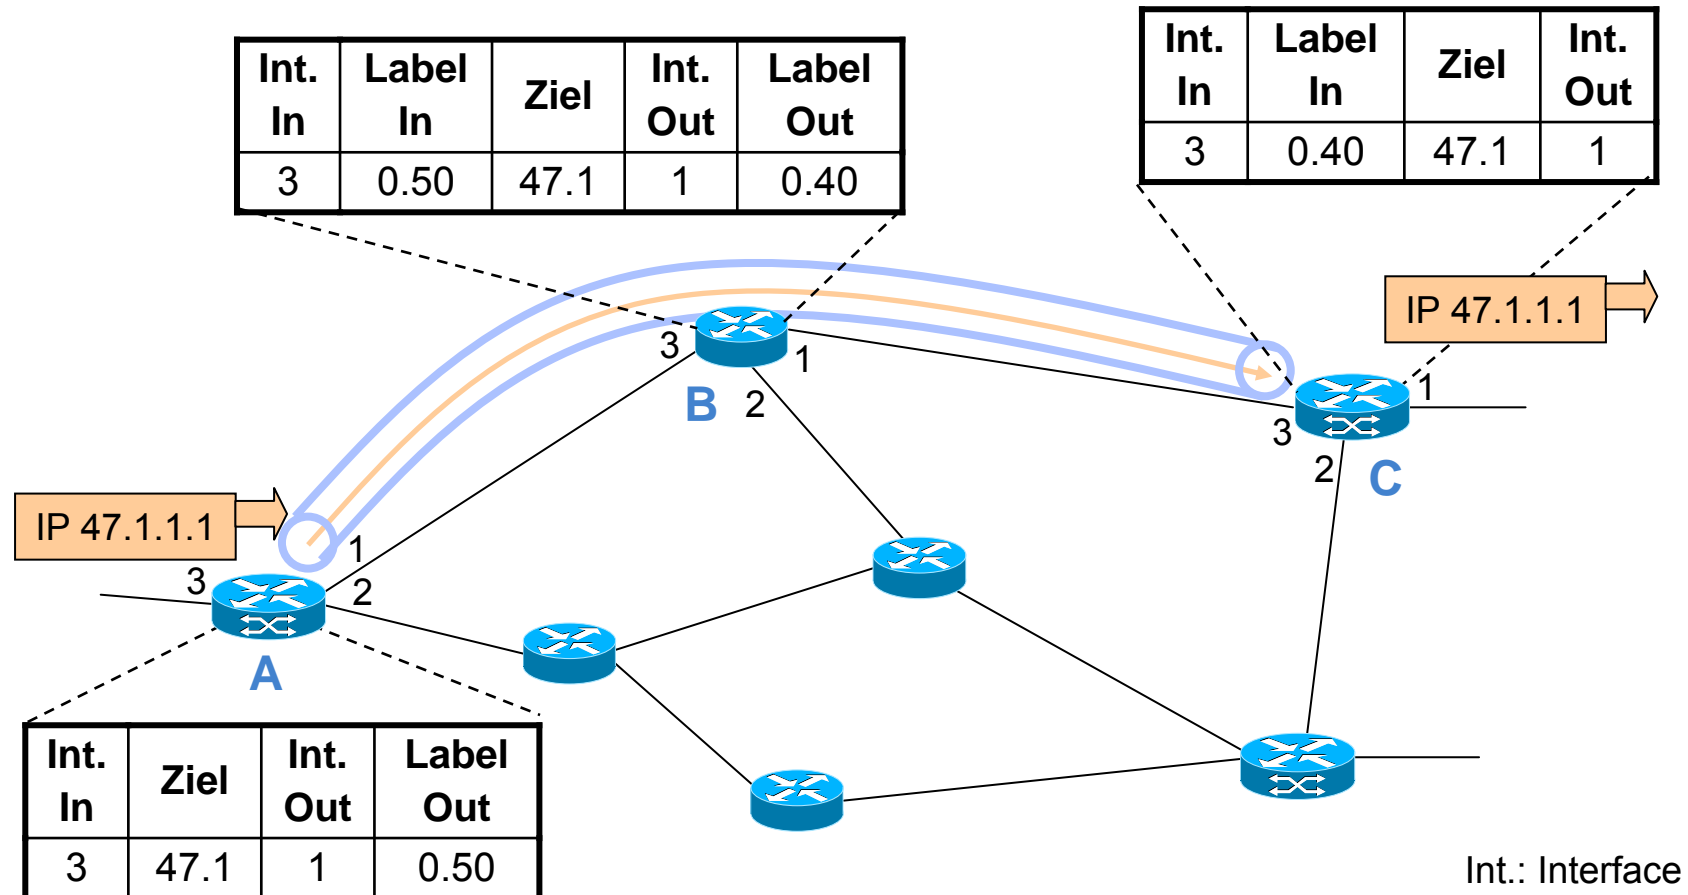 Int. In | Label In | Ziel | Int. Out | Label Out
3 | 0.50 | 47.1 | 1 | 0.40
Int. In | Label In | Ziel | Int. Out
3 | 0.40 | 47.1 | 1
IP 47.1.1.1
3
1
B
2
1
3
2
C
IP 47.1.1.1
1
3
2
A
Int. In | Ziel | Int. Out | Label Out
3 | 47.1 | 1 | 0.50
Int.: Interface